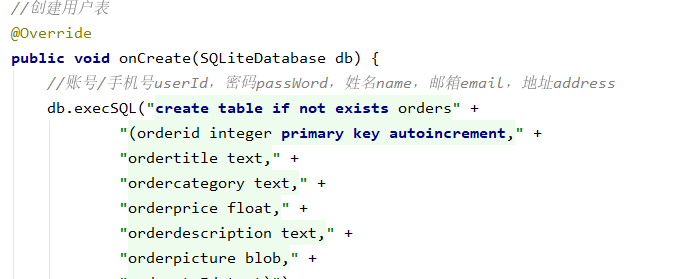 //创建用户表
@Override
public void onCreate(SQLiteDatabase db) {
//账号/手机号userId，密码passWord，姓名name，邮箱email，地址address
db.execSQL("create table if not exists orders" +
"(orderid integer primary key autoincrement," +
"ordertitle text," +
"ordercategory text," +
"orderprice float," +
"orderdescription text," +
"orderpicture blob," +